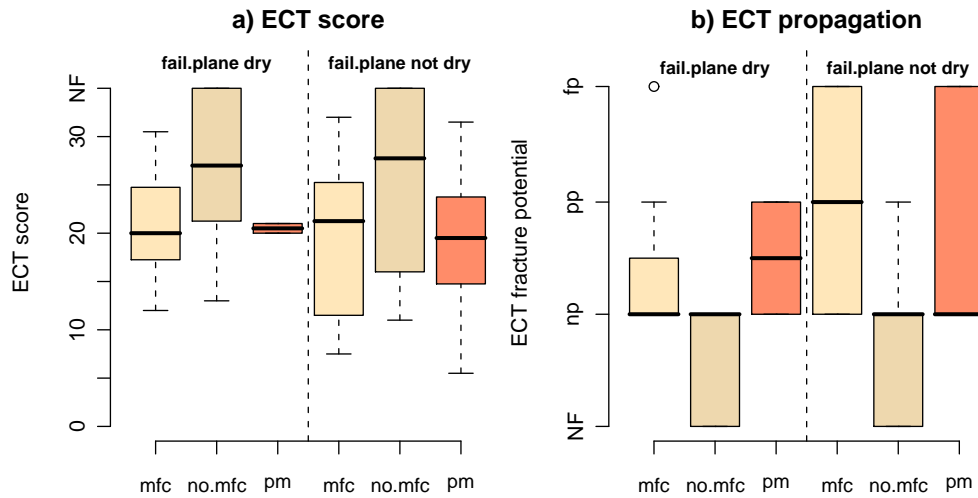 a) ECT score
fail.plane dry
fail.plane not dry
ECT score
NF
30
20
10
0
mfc
no.mfc
pm
mfc
no.mfc
pm
b) ECT propagation
fail.plane dry
fail.plane not dry
ECT fracture potential
fp
pp
np
NF
mfc
no.mfc
pm
mfc
no.mfc
pm